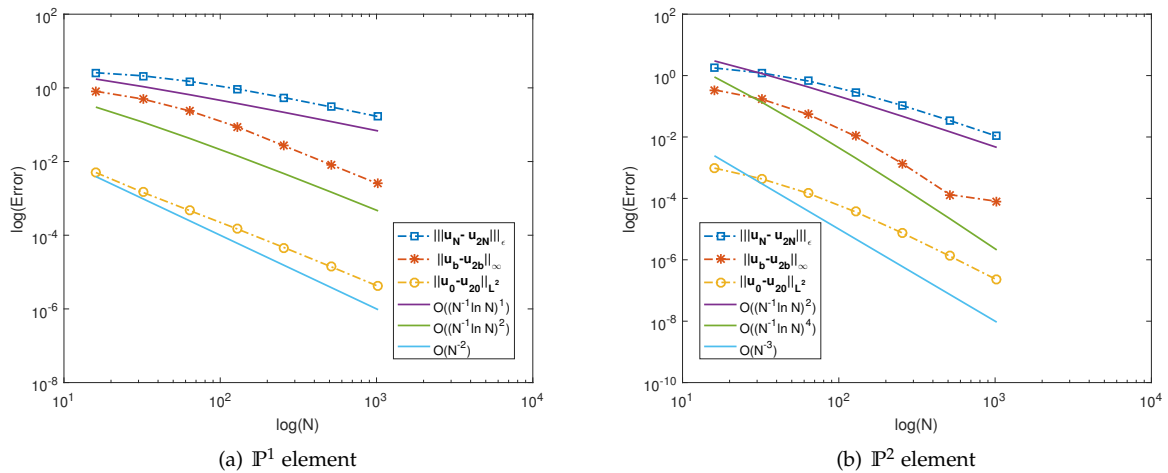 10^2
10^0
10^-2
10^-4
10^-6
10^-8
log(Error)
10^1
10^2
10^3
10^4
log(N)
|||u_N- u_2N|||_ϵ
||u_b-u_2b||_∞
||u_0-u_20||_L^2
O((N^-1 ln N)^1)
O((N^-1 ln N)^2)
O(N^-2)
(a) ℙ^1 element
10^2
10^0
10^-2
10^-4
10^-6
10^-8
10^-10
log(Error)
10^1
10^2
10^3
10^4
log(N)
|||u_N- u_2N|||_ϵ
||u_b-u_2b||_∞
||u_0-u_20||_L^2
O((N^-1 ln N)^2)
O((N^-1 ln N)^4)
O(N^-3)
(b) ℙ^2 element